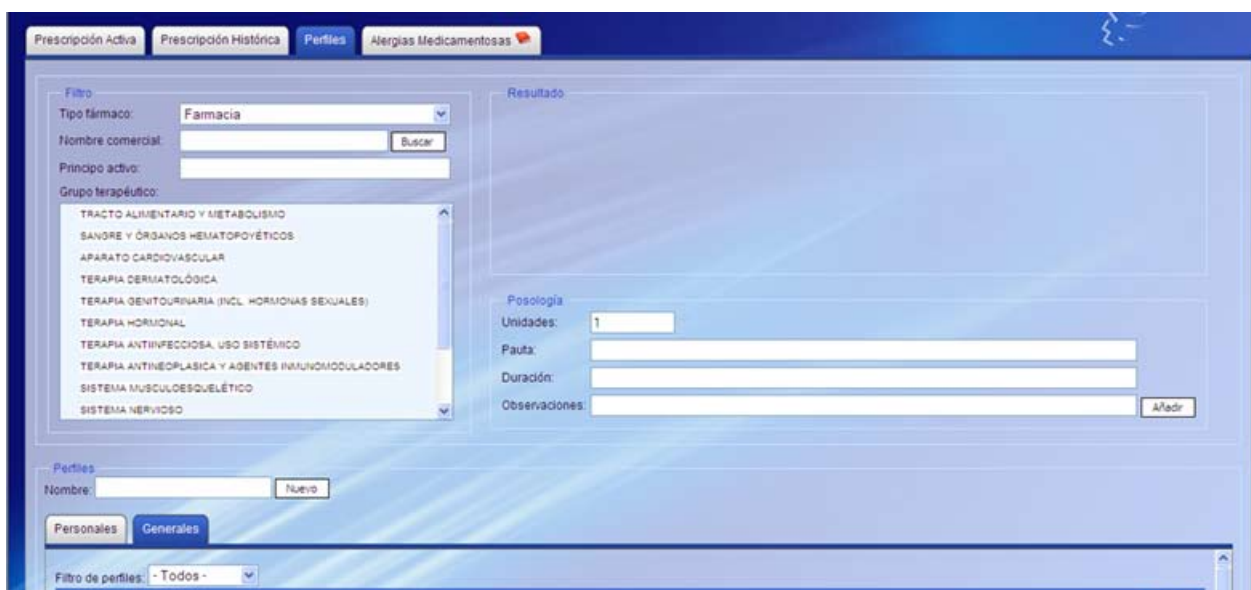 Prescripción Activa Prescripción Histórica Perfiles Alergias Medicamentosas
Filtro
Tipo fármaco: Farmacia
Nombre comercial: Buscar
Principo activo:
Grupo terapéutico:
TRACTO ALIMENTARIO Y METABOLISMO
SANGRE Y ÓRGANOS HEMATOPOYÉTICOS
APARATO CARDIOVASCULAR
TERAPIA DERMATOLÓGICA
TERAPIA GENITOURINARIA (INCL. HORMONAS SEXUALES)
TERAPIA HORMONAL
TERAPIA ANTIINFECCIOSA, USO SISTÉMICO
TERAPIA ANTINEOPLASICA Y AGENTES INMUNOMODULADORES
SISTEMA MUSCULOESQUELÉTICO
SISTEMA NERVIOSO
Resultado
Posología
Unidades: 1
Pauta:
Duración:
Observaciones: Añadir
Perfiles
Nombre: Nuevo
Personales Generales
Filtro de perfiles: - Todos -